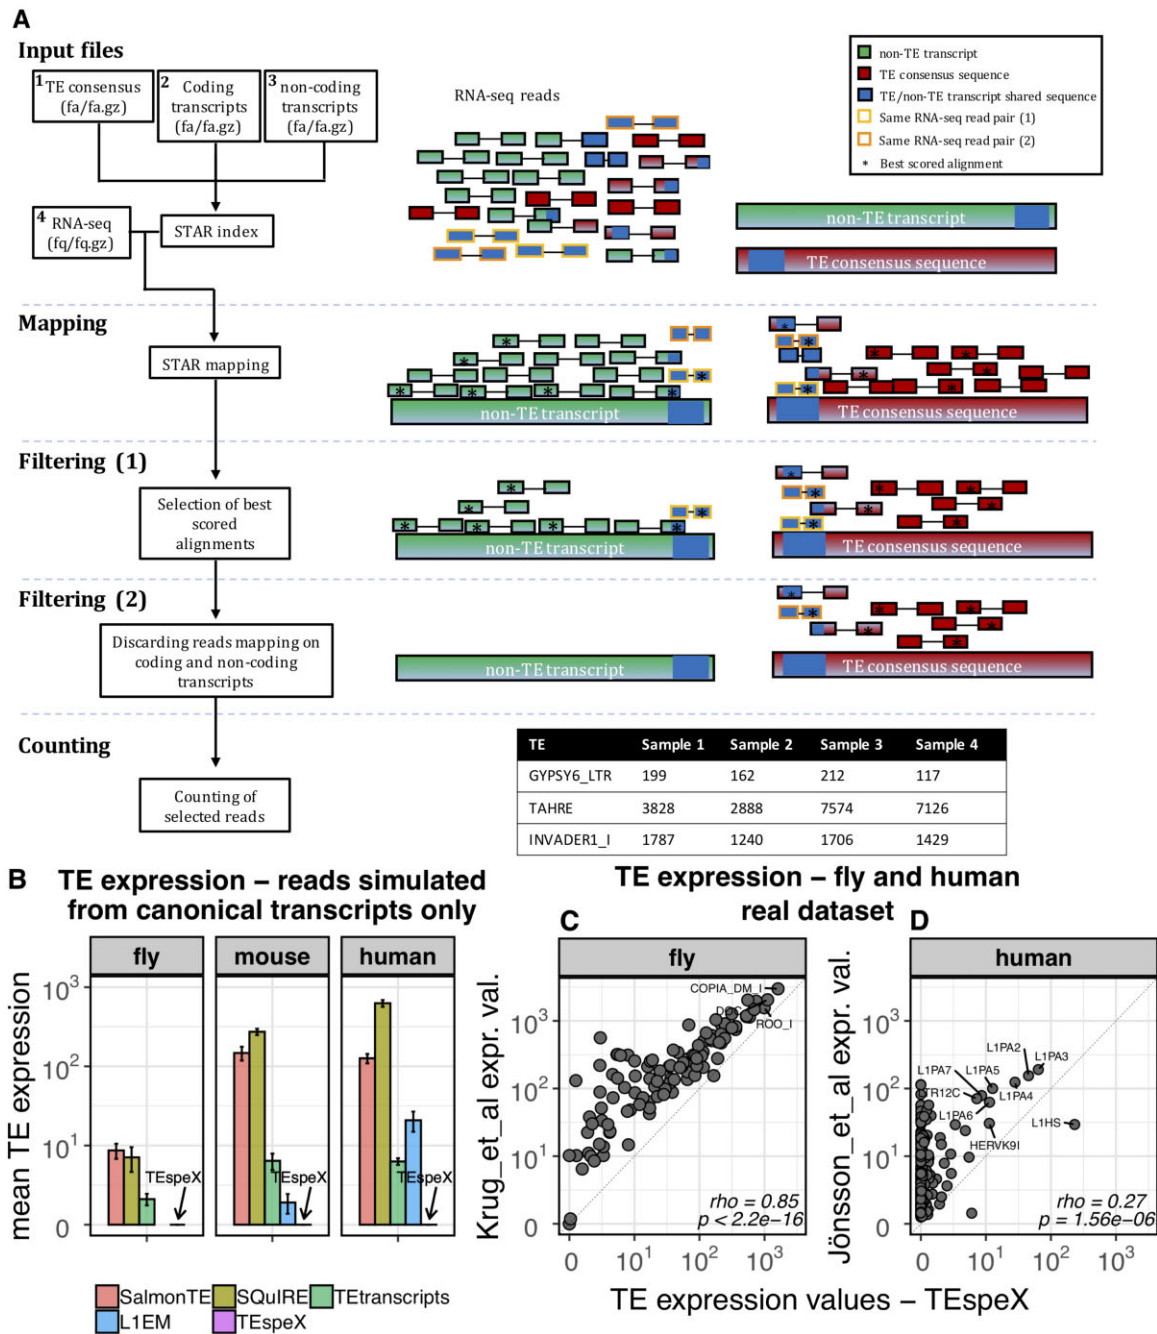 A
Input files
1 TE consensus
(fa/fa.gz)
2 Coding
transcripts
(fa/fa.gz)
3 non-coding
transcripts
(fa/fa.gz)
4 RNA-seq
(fq/fq.gz)
STAR index
RNA-seq reads
non-TE transcript
TE consensus sequence
TE/non-TE transcript shared sequence
Same RNA-seq read pair (1)
Same RNA-seq read pair (2)
* Best scored alignment
non-TE transcript
TE consensus sequence
Mapping
STAR mapping
non-TE transcript
TE consensus sequence
Filtering (1)
Selection of best
scored
alignments
non-TE transcript
TE consensus sequence
Filtering (2)
Discarding reads mapping on
coding and non-coding
transcripts
non-TE transcript
TE consensus sequence
Counting
Counting of
selected reads
TE Sample 1 Sample 2 Sample 3 Sample 4
GYPSY6_LTR 199 162 212 117
TAHRE 3828 2888 7574 7126
INVADER1_I 1787 1240 1706 1429
B
TE expression – reads simulated
from canonical transcripts only
fly mouse human
mean TE expression
10³
10²
10¹
0
TEspeX
TEspeX
TEspeX
SalmonTE SQuIRE TEtranscripts
L1EM TEspeX
TE expression – fly and human
real dataset
C
fly
Krug_et_al expr. val.
10³
10²
10¹
0
COPIA_DM_I
DOC
ROO_I
rho = 0.85
p < 2.2e−16
0 10¹ 10² 10³
D
human
Jönsson_et_al expr. val.
10³
10²
10¹
0
L1PA2
L1PA3
L1PA7
L1PA5
L1PA4
L1PA6
L1HS
HERVK9I
rho = 0.27
p = 1.56e−06
0 10¹ 10² 10³
TE expression values – TEspeX